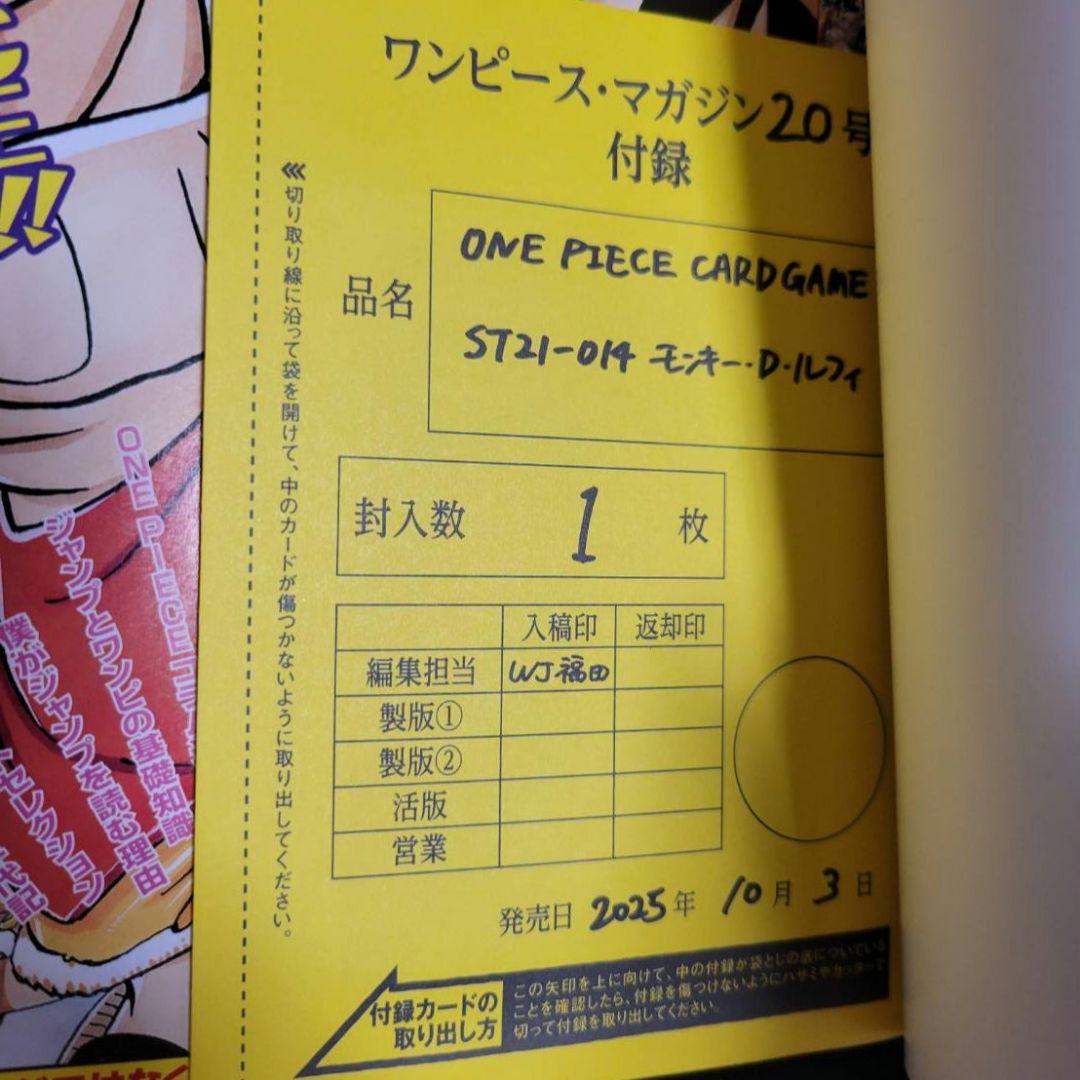 ワンピース・マガジン20号
付録
品名
ONE PIECE CARD GAME
ST21-014 モンキー・D・ルフィ
封入数 1 枚
入稿印 返却印
編集担当 WJ福田
製版①
製版②
活版
営業
発売日 2025年 10月 3日
付録カードの
取り出し方
この矢印を上に向けて、中の付録が袋とじの底についている
ことを確認したら、付録を傷つけないようにハサミやカッターで
切って付録を取り出してください。
切り取り線に沿って袋を開けて、中のカードが傷つかないように取り出してください。
ONE PIECE
ジャンプとワンピの基礎知識
僕がジャンプを読む理由
セレクション
代記